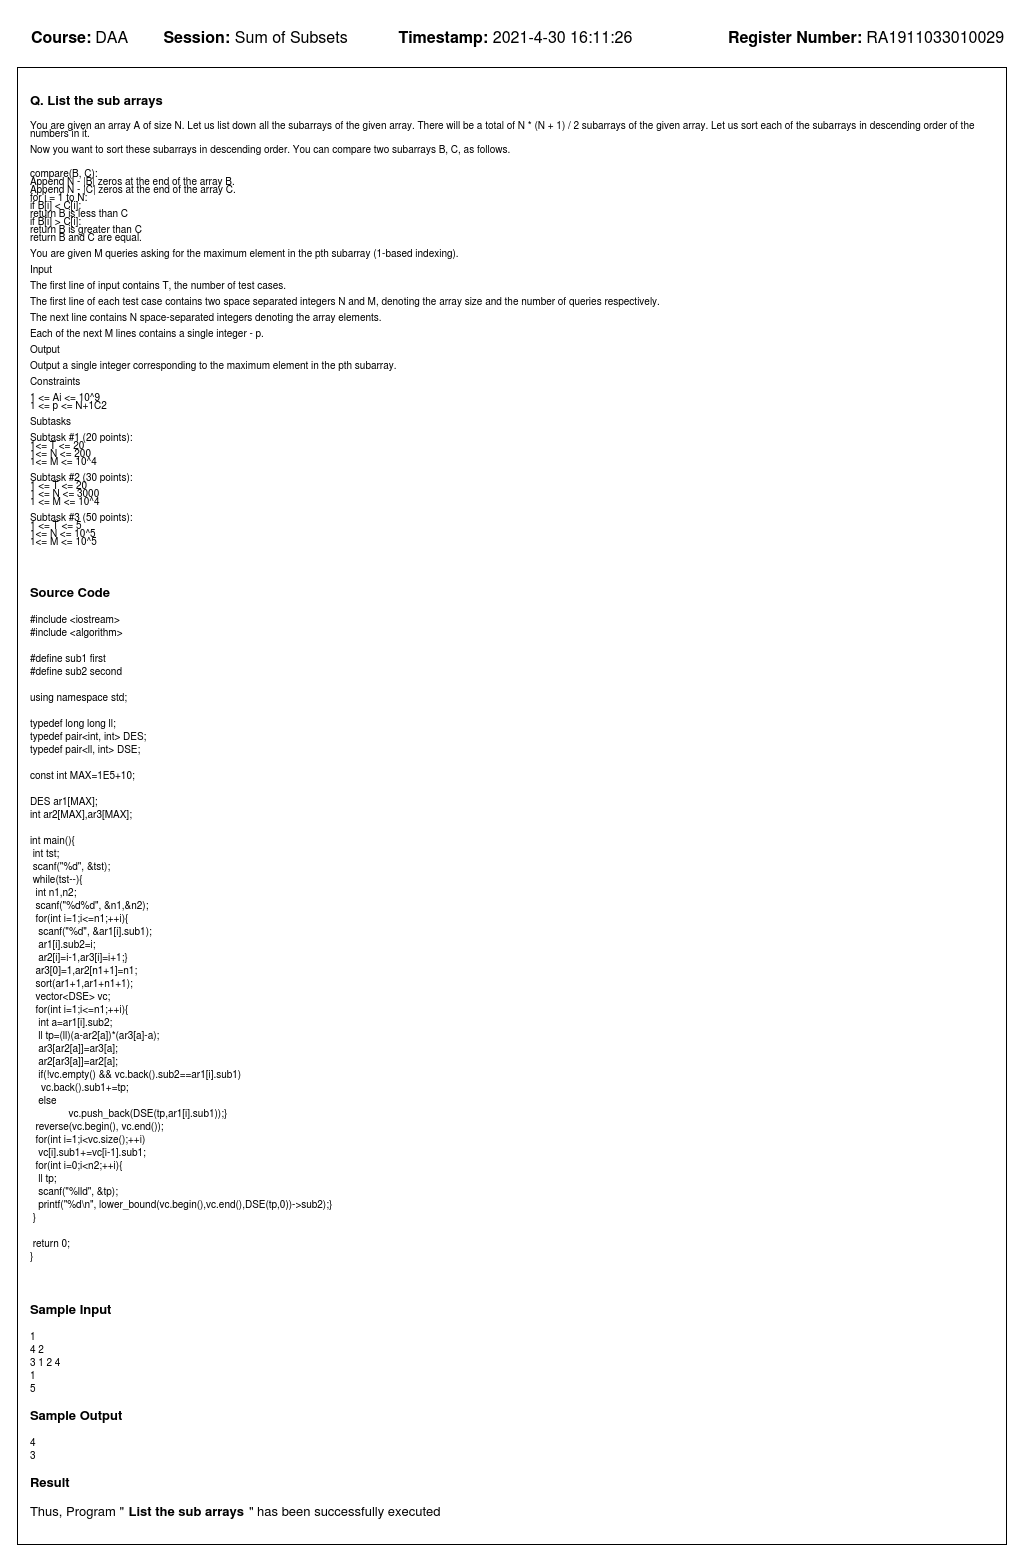 Course: DAA Session: Sum of Subsets Timestamp: 2021-4-30 16:11:26 Register Number: RA1911033010029
Q. List the sub arrays
You are given an array A of size N. Let us list down all the subarrays of the given array. There will be a total of N * (N + 1) / 2 subarrays of the given array. Let us sort each of the subarrays in descending order of the
numbers in it.
Now you want to sort these subarrays in descending order. You can compare two subarrays B, C, as follows.
compare(B, C):
Append N - |B| zeros at the end of the array B.
Append N - |C| zeros at the end of the array C.
for i = 1 to N:
if B[i] < C[i]:
return B is less than C
if B[i] > C[i]:
return B is greater than C
return B and C are equal.
You are given M queries asking for the maximum element in the pth subarray (1-based indexing).
Input
The first line of input contains T, the number of test cases.
The first line of each test case contains two space separated integers N and M, denoting the array size and the number of queries respectively.
The next line contains N space-separated integers denoting the array elements.
Each of the next M lines contains a single integer - p.
Output
Output a single integer corresponding to the maximum element in the pth subarray.
Constraints
1 <= Ai <= 10^9
1 <= p <= N+1C2
Subtasks
Subtask #1 (20 points):
1<= T <= 20
1<= N <= 200
1<= M <= 10^4
Subtask #2 (30 points):
1 <= T <= 20
1 <= N <= 3000
1 <= M <= 10^4
Subtask #3 (50 points):
1 <= T <= 5
1<= N <= 10^5
1<= M <= 10^5
Source Code
#include <iostream>
#include <algorithm>
#define sub1 first
#define sub2 second
using namespace std;
typedef long long ll;
typedef pair<int, int> DES;
typedef pair<ll, int> DSE;
const int MAX=1E5+10;
DES ar1[MAX];
int ar2[MAX],ar3[MAX];
int main(){
int tst;
scanf("%d", &tst);
while(tst--){
int n1,n2;
scanf("%d%d", &n1,&n2);
for(int i=1;i<=n1;++i){
scanf("%d", &ar1[i].sub1);
ar1[i].sub2=i;
ar2[i]=i-1,ar3[i]=i+1;}
ar3[0]=1,ar2[n1+1]=n1;
sort(ar1+1,ar1+n1+1);
vector<DSE> vc;
for(int i=1;i<=n1;++i){
int a=ar1[i].sub2;
ll tp=(ll)(a-ar2[a])*(ar3[a]-a);
ar3[ar2[a]]=ar3[a];
ar2[ar3[a]]=ar2[a];
if(!vc.empty() && vc.back().sub2==ar1[i].sub1)
vc.back().sub1+=tp;
else
vc.push_back(DSE(tp,ar1[i].sub1));}
reverse(vc.begin(), vc.end());
for(int i=1;i<vc.size();++i)
vc[i].sub1+=vc[i-1].sub1;
for(int i=0;i<n2;++i){
ll tp;
scanf("%lld", &tp);
printf("%d\n", lower_bound(vc.begin(),vc.end(),DSE(tp,0))->sub2);}
}
return 0;
}
Sample Input
1
4 2
3 1 2 4
1
5
Sample Output
4
3
Result
Thus, Program " List the sub arrays " has been successfully executed